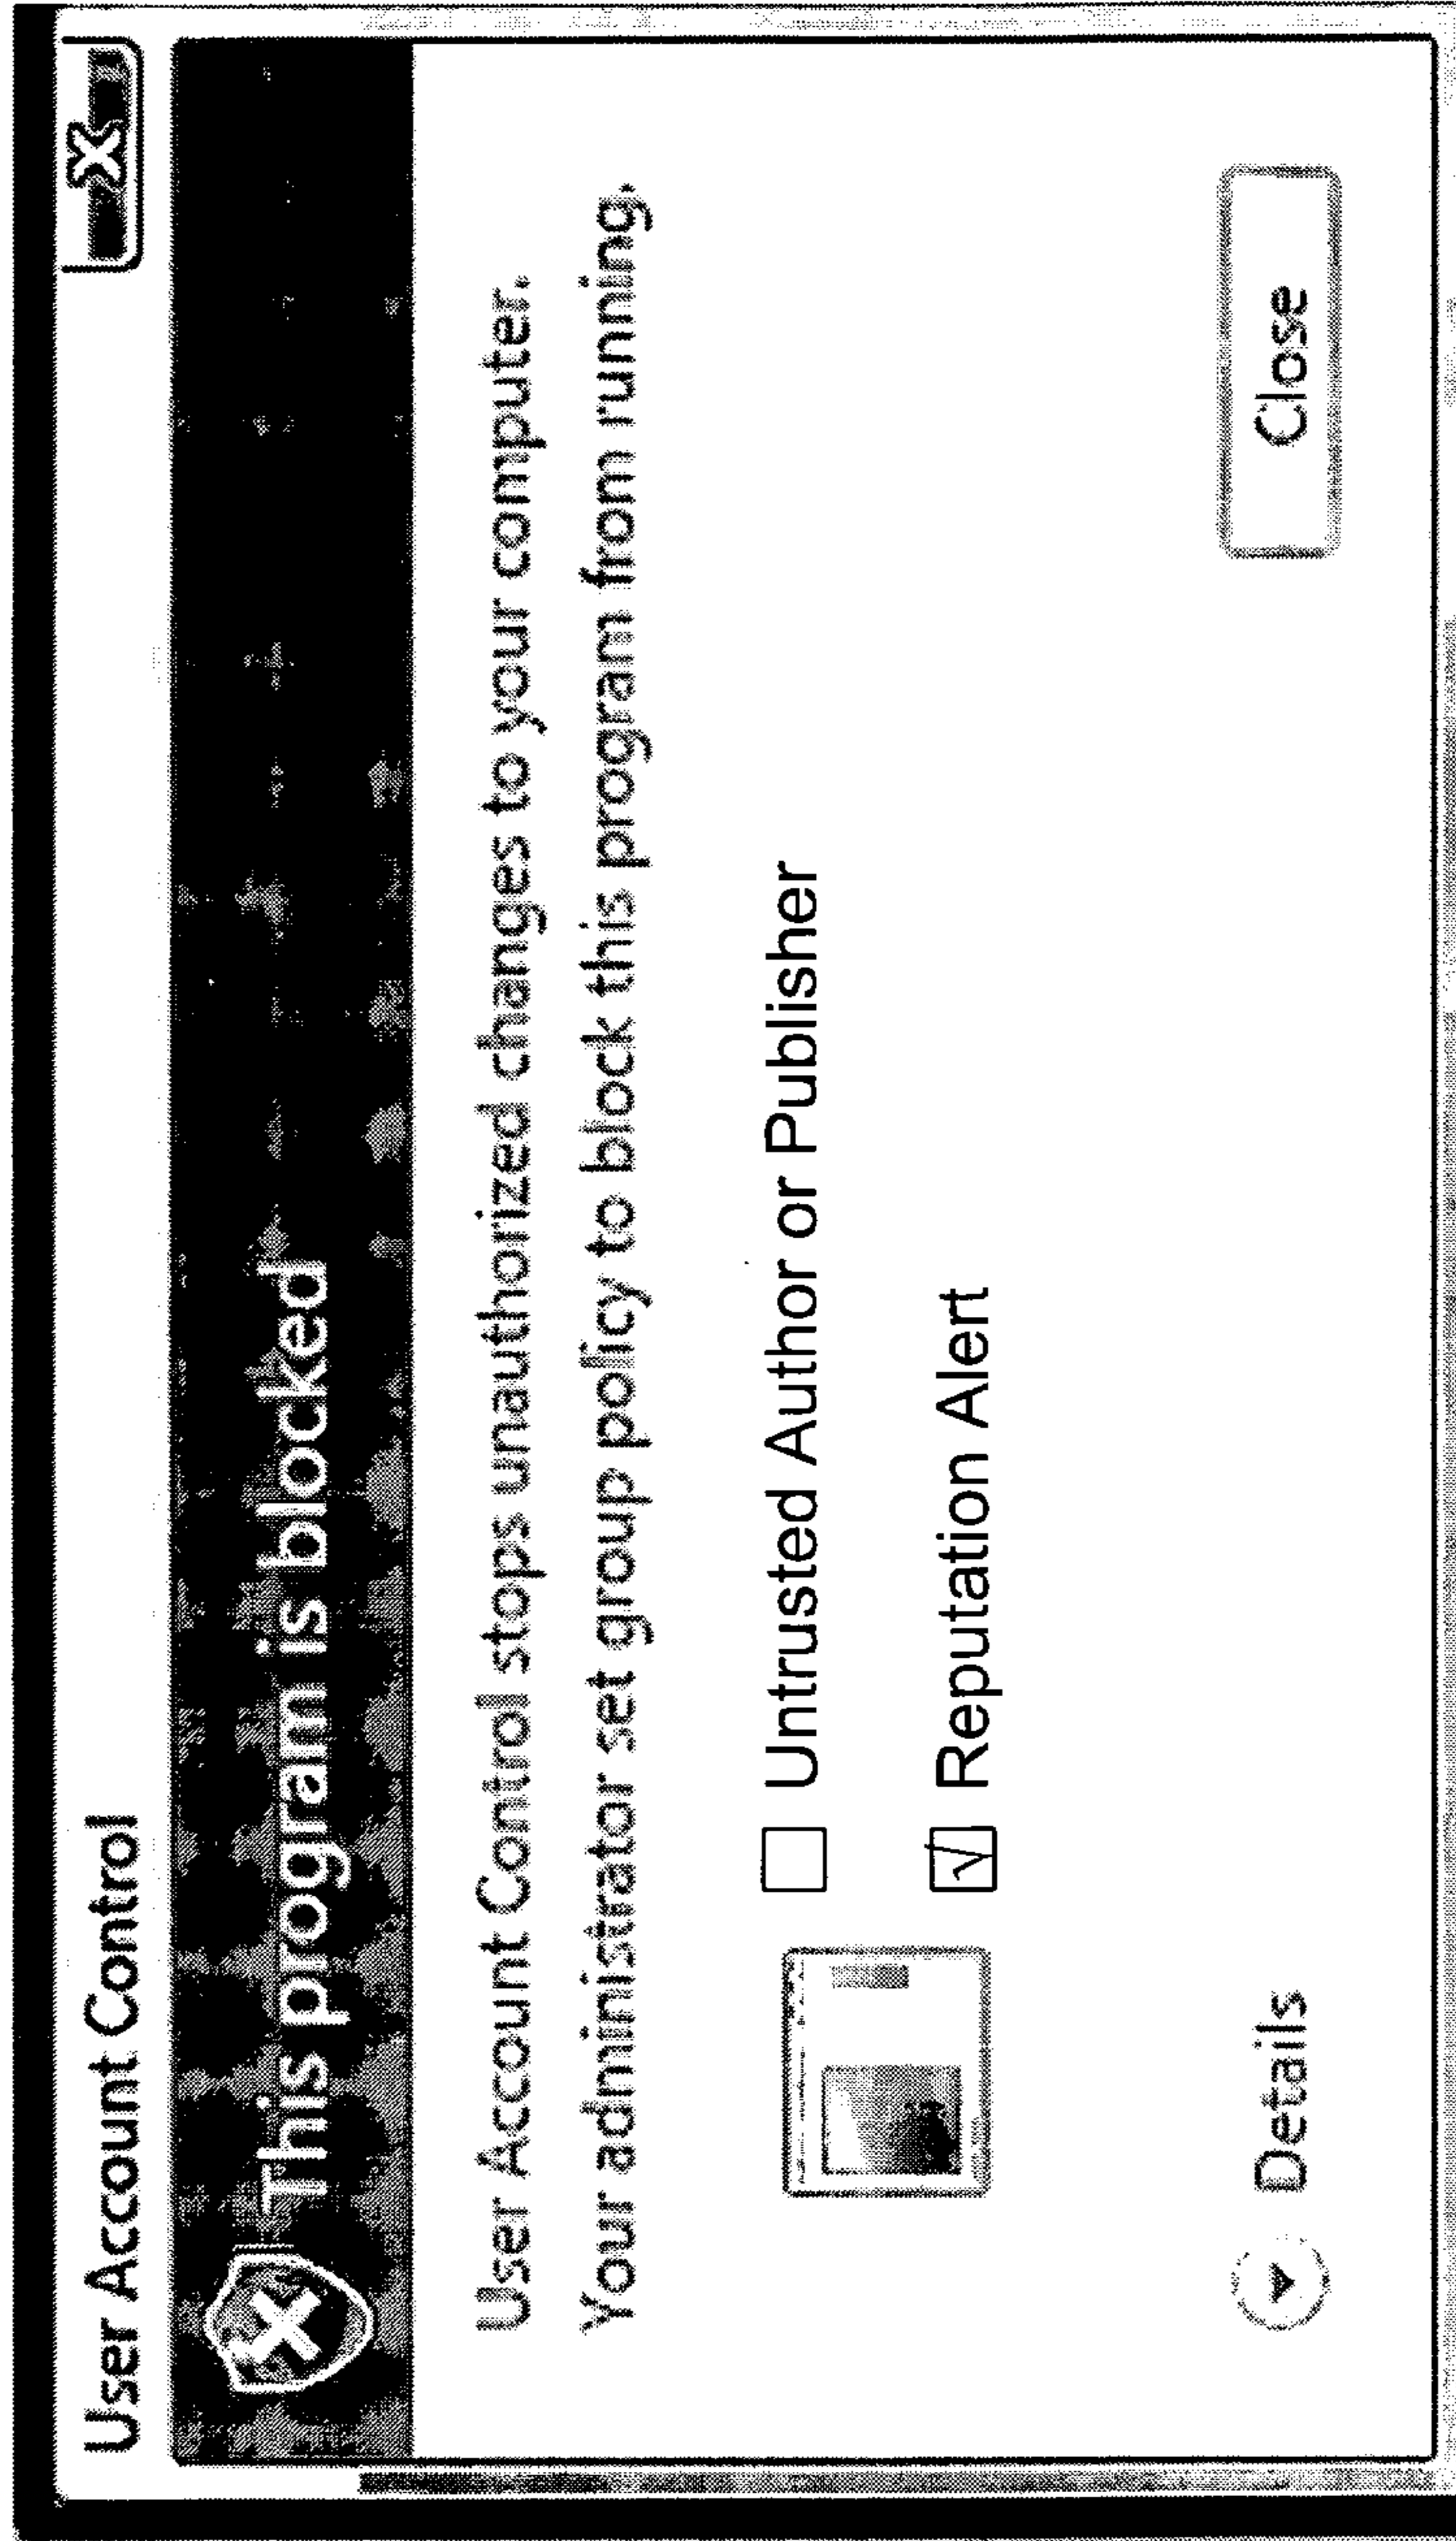 User Account Control
This program is blocked
User Account Control stops unauthorized changes to your computer.
Your administrator set group policy to block this program from running.
Untrusted Author or Publisher
Reputation Alert
Details
Close